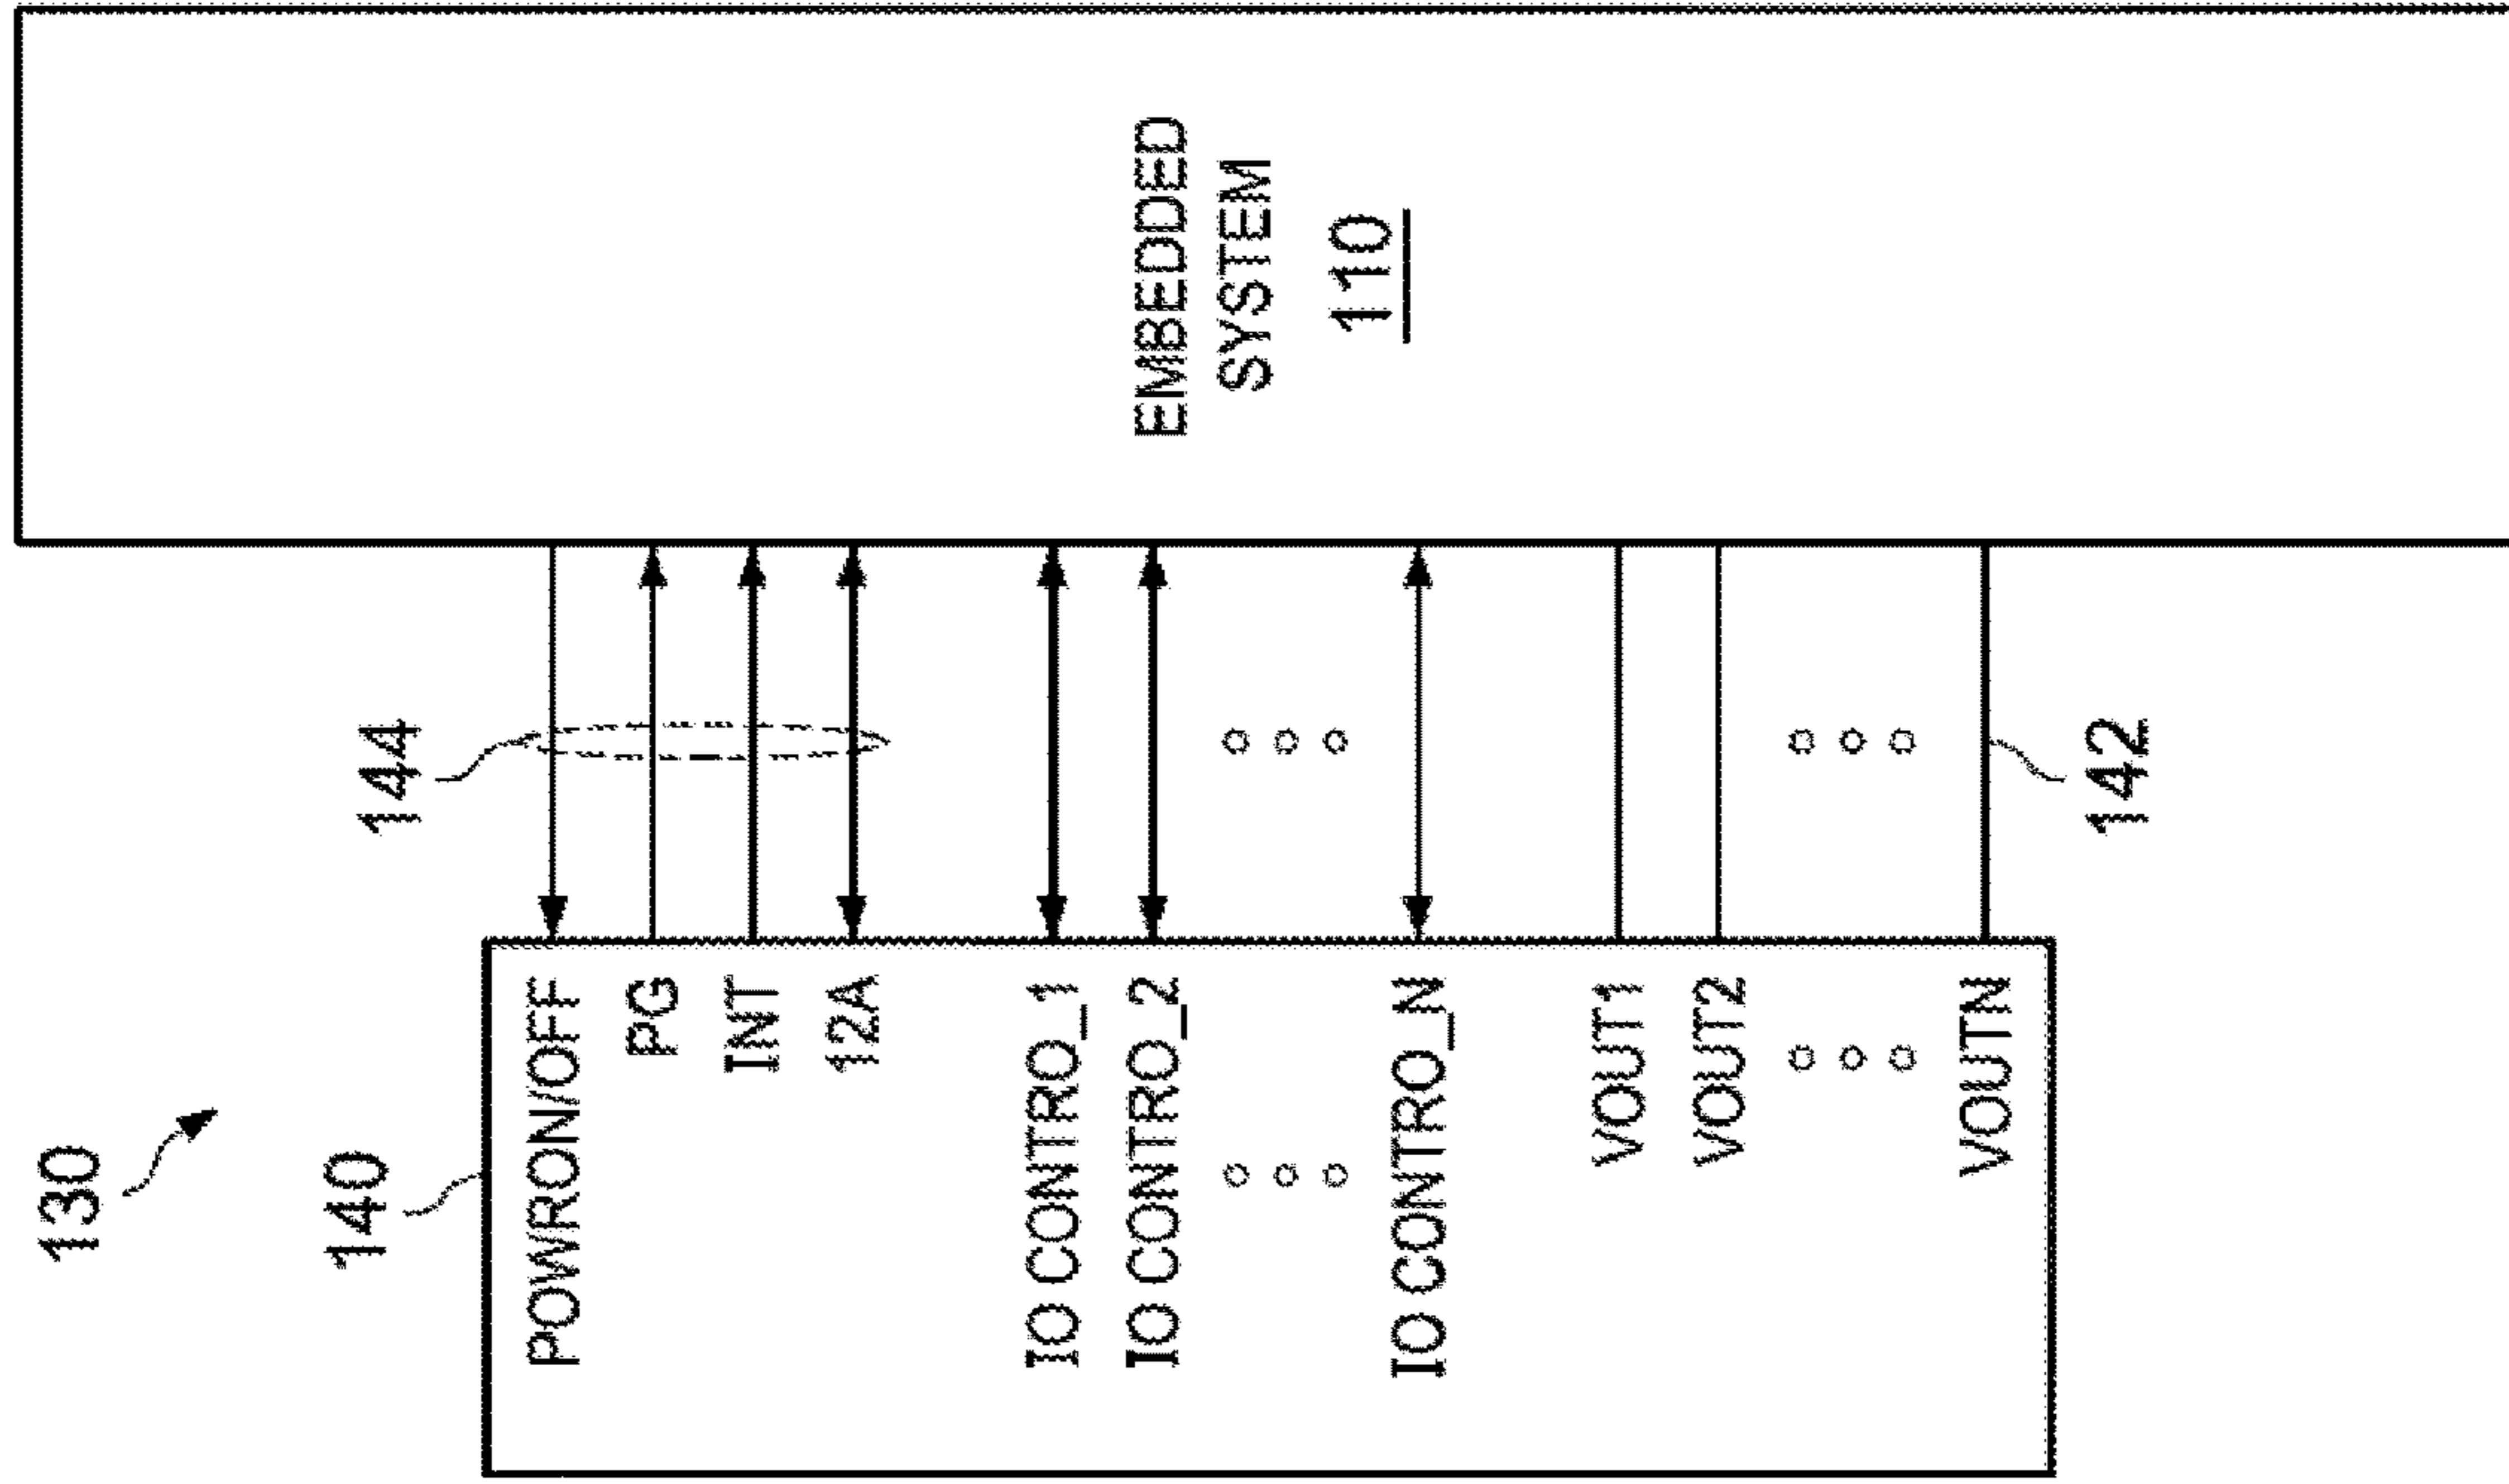 130
140
144
POWRON/OFF
PG
INT
12A
IO CONTRO_1
IO CONTRO_2
IO CONTRO_N
VOUT1
VOUT2
VOUTN
142
EMBEDDED
SYSTEM
110